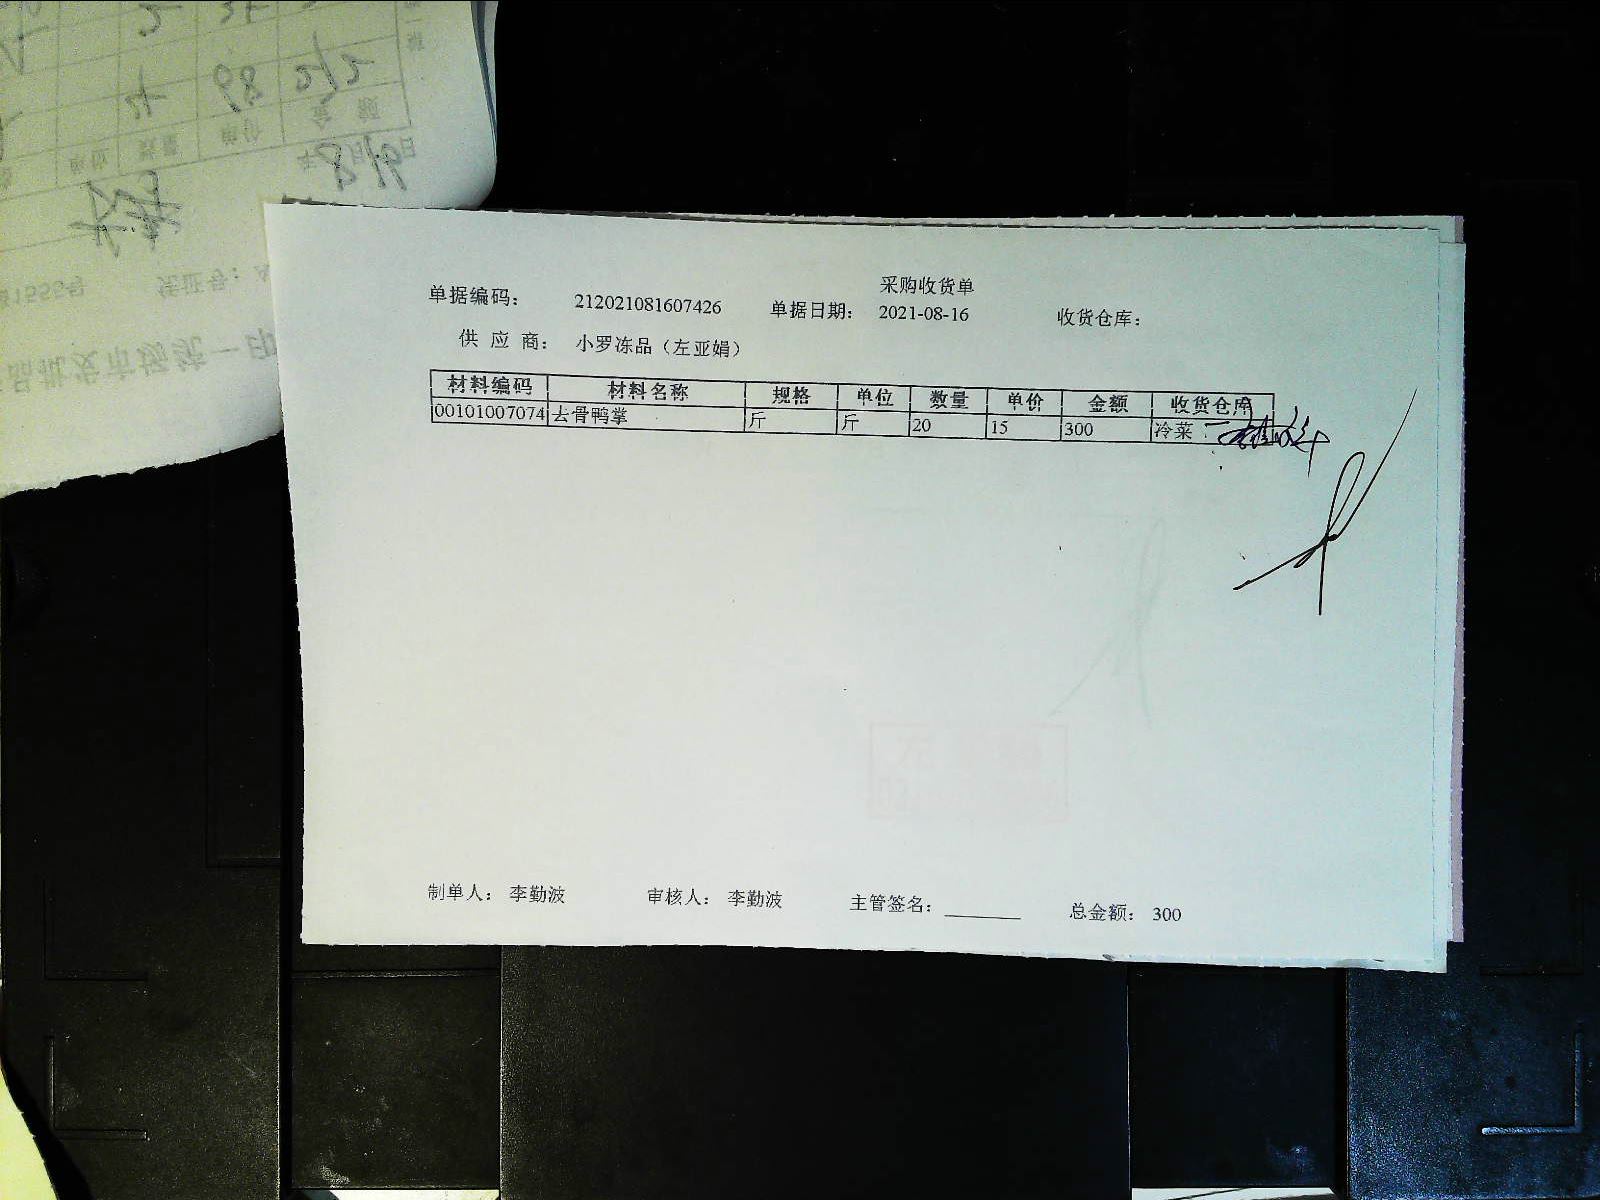 采购收货单
单据编码： 212021081607426 单据日期： 2021-08-16 收货仓库：
供 应 商： 小罗冻品（左亚娟）
材料编码 材料名称 规格 单位 数量 单价 金额 收货仓库
00101007074 去骨鸭掌 斤 斤 20 15 300 冷菜
制单人： 李勤波 审核人： 李勤波 主管签名： 总金额： 300